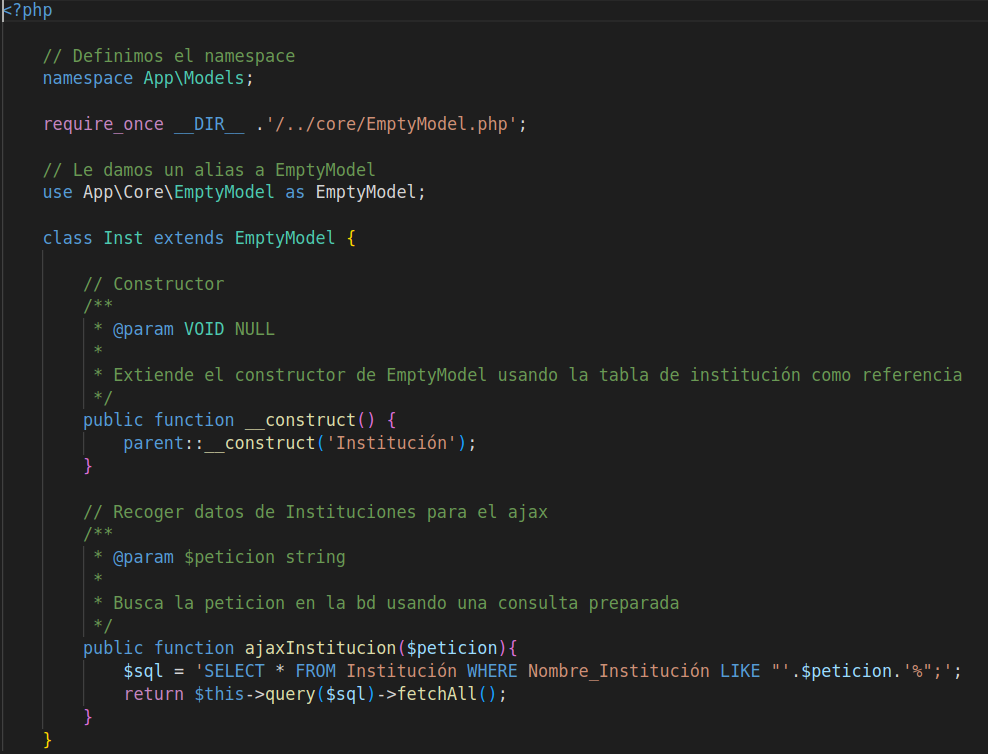 <?php
// Definimos el namespace
namespace App\Models;
require_once __DIR__ .'/../core/EmptyModel.php';
// Le damos un alias a EmptyModel
use App\Core\EmptyModel as EmptyModel;
class Inst extends EmptyModel {
// Constructor
/**
* @param VOID NULL
*
* Extiende el constructor de EmptyModel usando la tabla de institución como referencia
*/
public function __construct() {
parent::__construct('Institución');
}
// Recoger datos de Instituciones para el ajax
/**
* @param $peticion string
*
* Busca la peticion en la bd usando una consulta preparada
*/
public function ajaxInstitucion($peticion){
$sql = 'SELECT * FROM Institución WHERE Nombre_Institución LIKE "'.$peticion.'%";';
return $this->query($sql)->fetchAll();
}
}